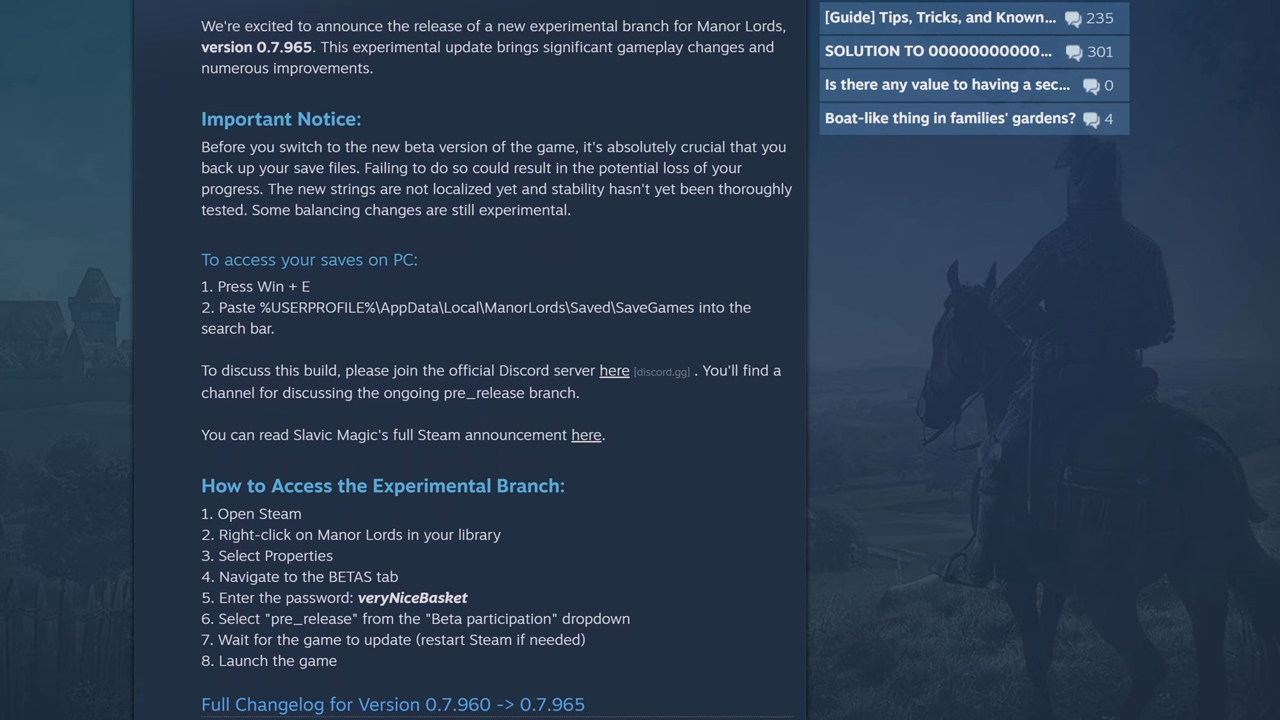 We're excited to announce the release of a new experimental branch for Manor Lords,
version 0.7.965. This experimental update brings significant gameplay changes and
numerous improvements.
Important Notice:
Before you switch to the new beta version of the game, it's absolutely crucial that you
back up your save files. Failing to do so could result in the potential loss of your
progress. The new strings are not localized yet and stability hasn't yet been thoroughly
tested. Some balancing changes are still experimental.
To access your saves on PC:
1. Press Win + E
2. Paste %USERPROFILE%\AppData\Local\ManorLords\Saved\SaveGames into the
search bar.
To discuss this build, please join the official Discord server here [discord.gg] . You'll find a
channel for discussing the ongoing pre_release branch.
You can read Slavic Magic's full Steam announcement here.
How to Access the Experimental Branch:
1. Open Steam
2. Right-click on Manor Lords in your library
3. Select Properties
4. Navigate to the BETAS tab
5. Enter the password: veryNiceBasket
6. Select "pre_release" from the "Beta participation" dropdown
7. Wait for the game to update (restart Steam if needed)
8. Launch the game
Full Changelog for Version 0.7.960 -> 0.7.965
[Guide] Tips, Tricks, and Known... 235
SOLUTION TO 00000000000... 301
Is there any value to having a sec... 0
Boat-like thing in families' gardens? 4